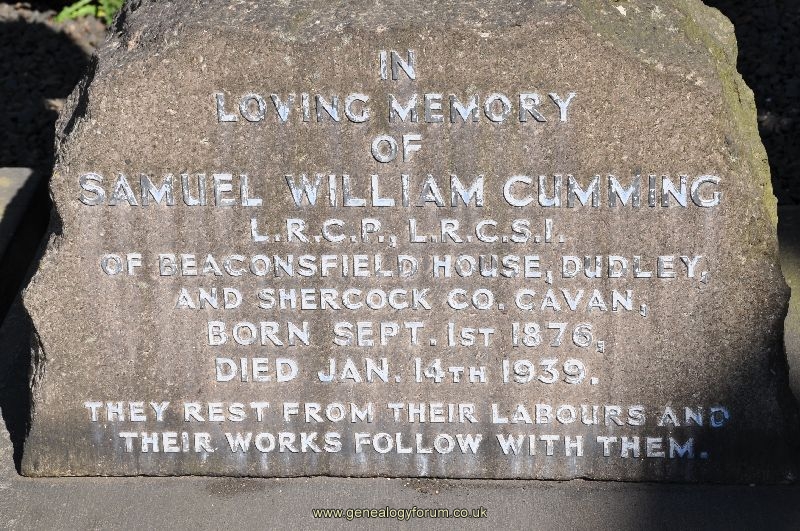 IN
LOVING MEMORY
OF
SAMUEL WILLIAM CUMMING
L.R.C.P., L.R.C.S.I.
OF BEACONSFIELD HOUSE, DUDLEY,
AND SHERCOCK CO. CAVAN,
BORN SEPT. 1ST 1876,
DIED JAN. 14TH 1939.
THEY REST FROM THEIR LABOURS AND
THEIR WORKS FOLLOW WITH THEM.
www.genealogyforum.co.uk